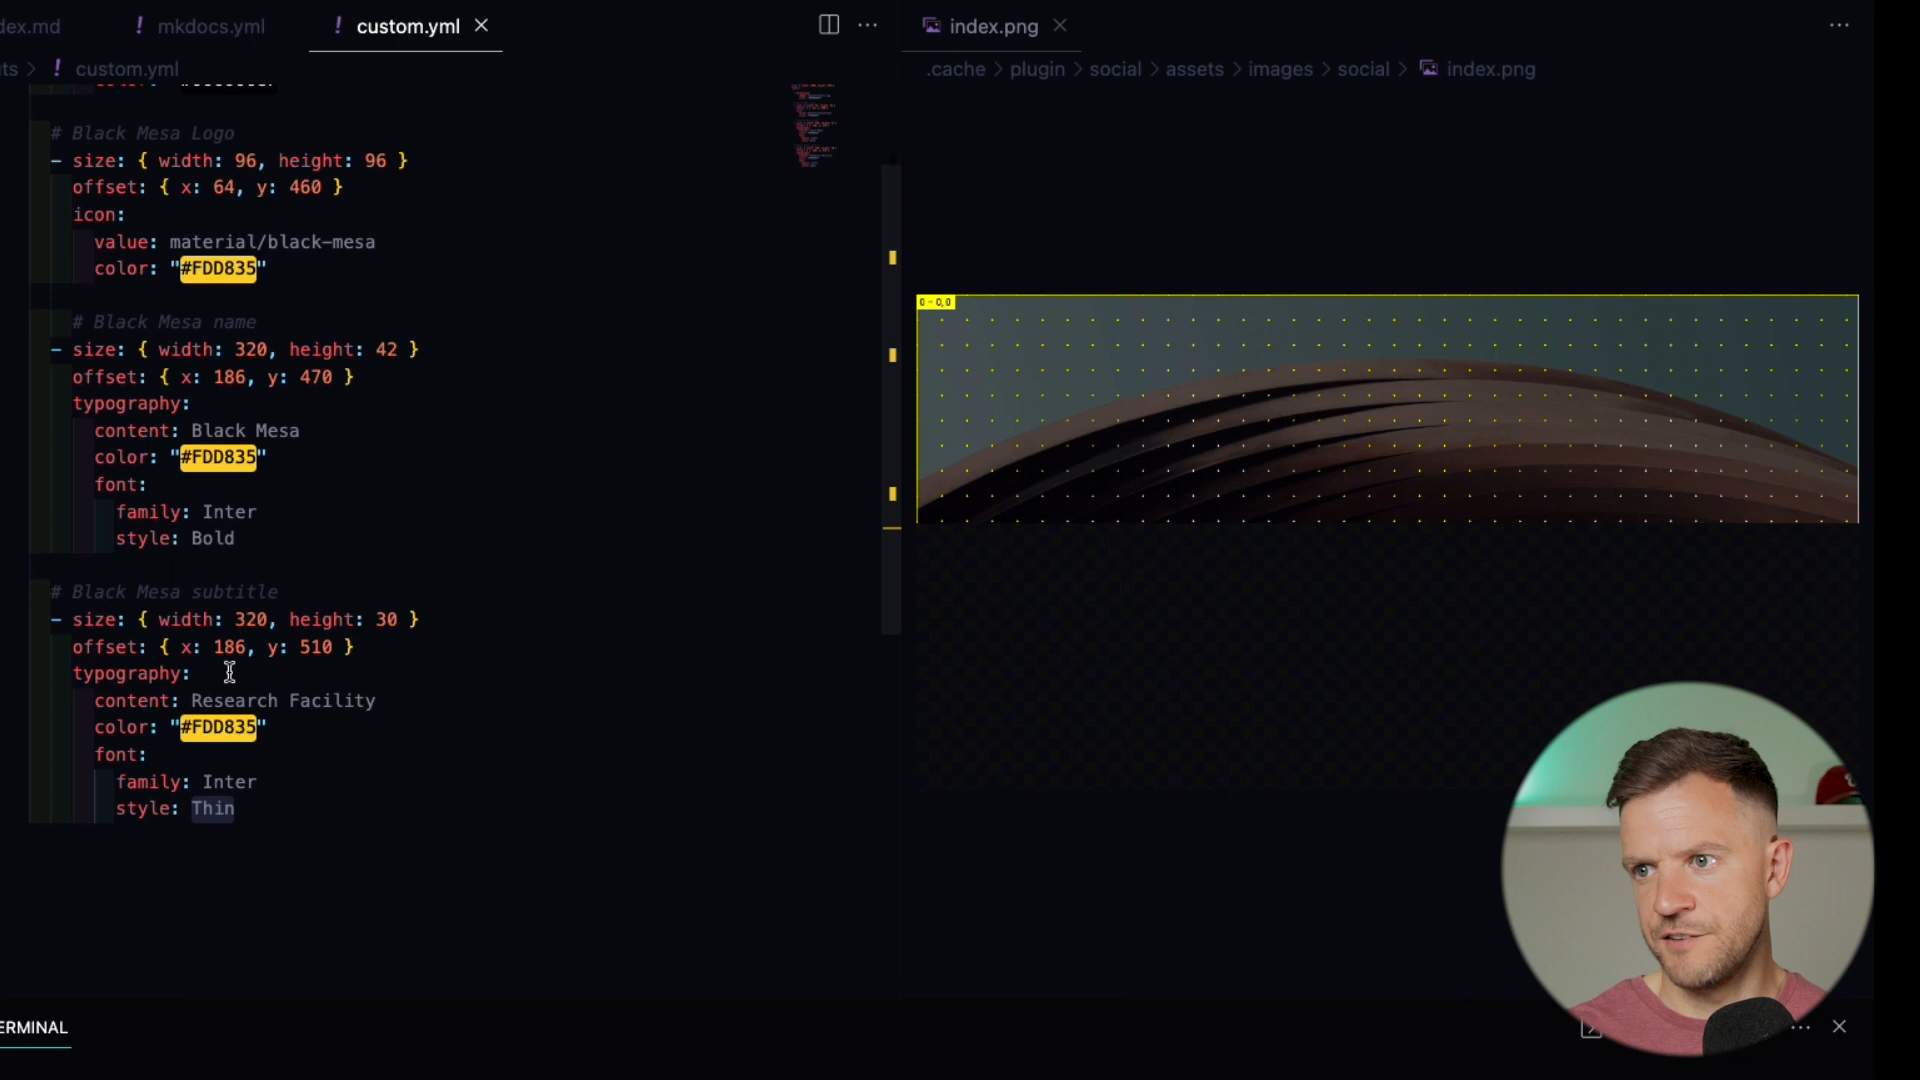 dex.md ! mkdocs.yml ! custom.yml
index.png
ts > ! custom.yml
.cache > plugin > social > assets > images > social > index.png
# Black Mesa Logo
- size: { width: 96, height: 96 }
offset: { x: 64, y: 460 }
icon:
value: material/black-mesa
color: "#FDD835"
# Black Mesa name
- size: { width: 320, height: 42 }
offset: { x: 186, y: 470 }
typography:
content: Black Mesa
color: "#FDD835"
font:
family: Inter
style: Bold
# Black Mesa subtitle
- size: { width: 320, height: 30 }
offset: { x: 186, y: 510 }
typography:
content: Research Facility
color: "#FDD835"
font:
family: Inter
style: Thin
0 - 0,0
ERMINAL